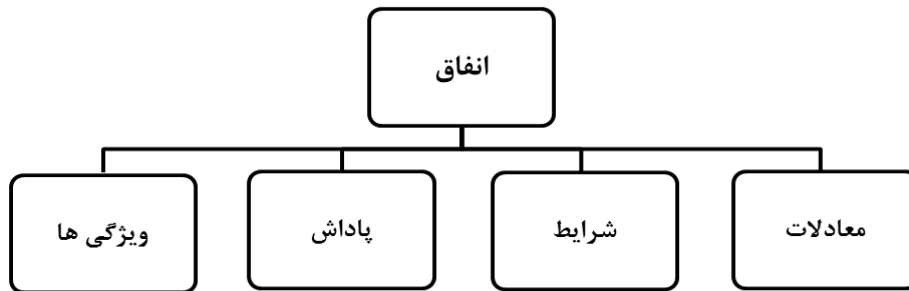 انفاق
معادلات
شرایط
پاداش
ویژگی ها